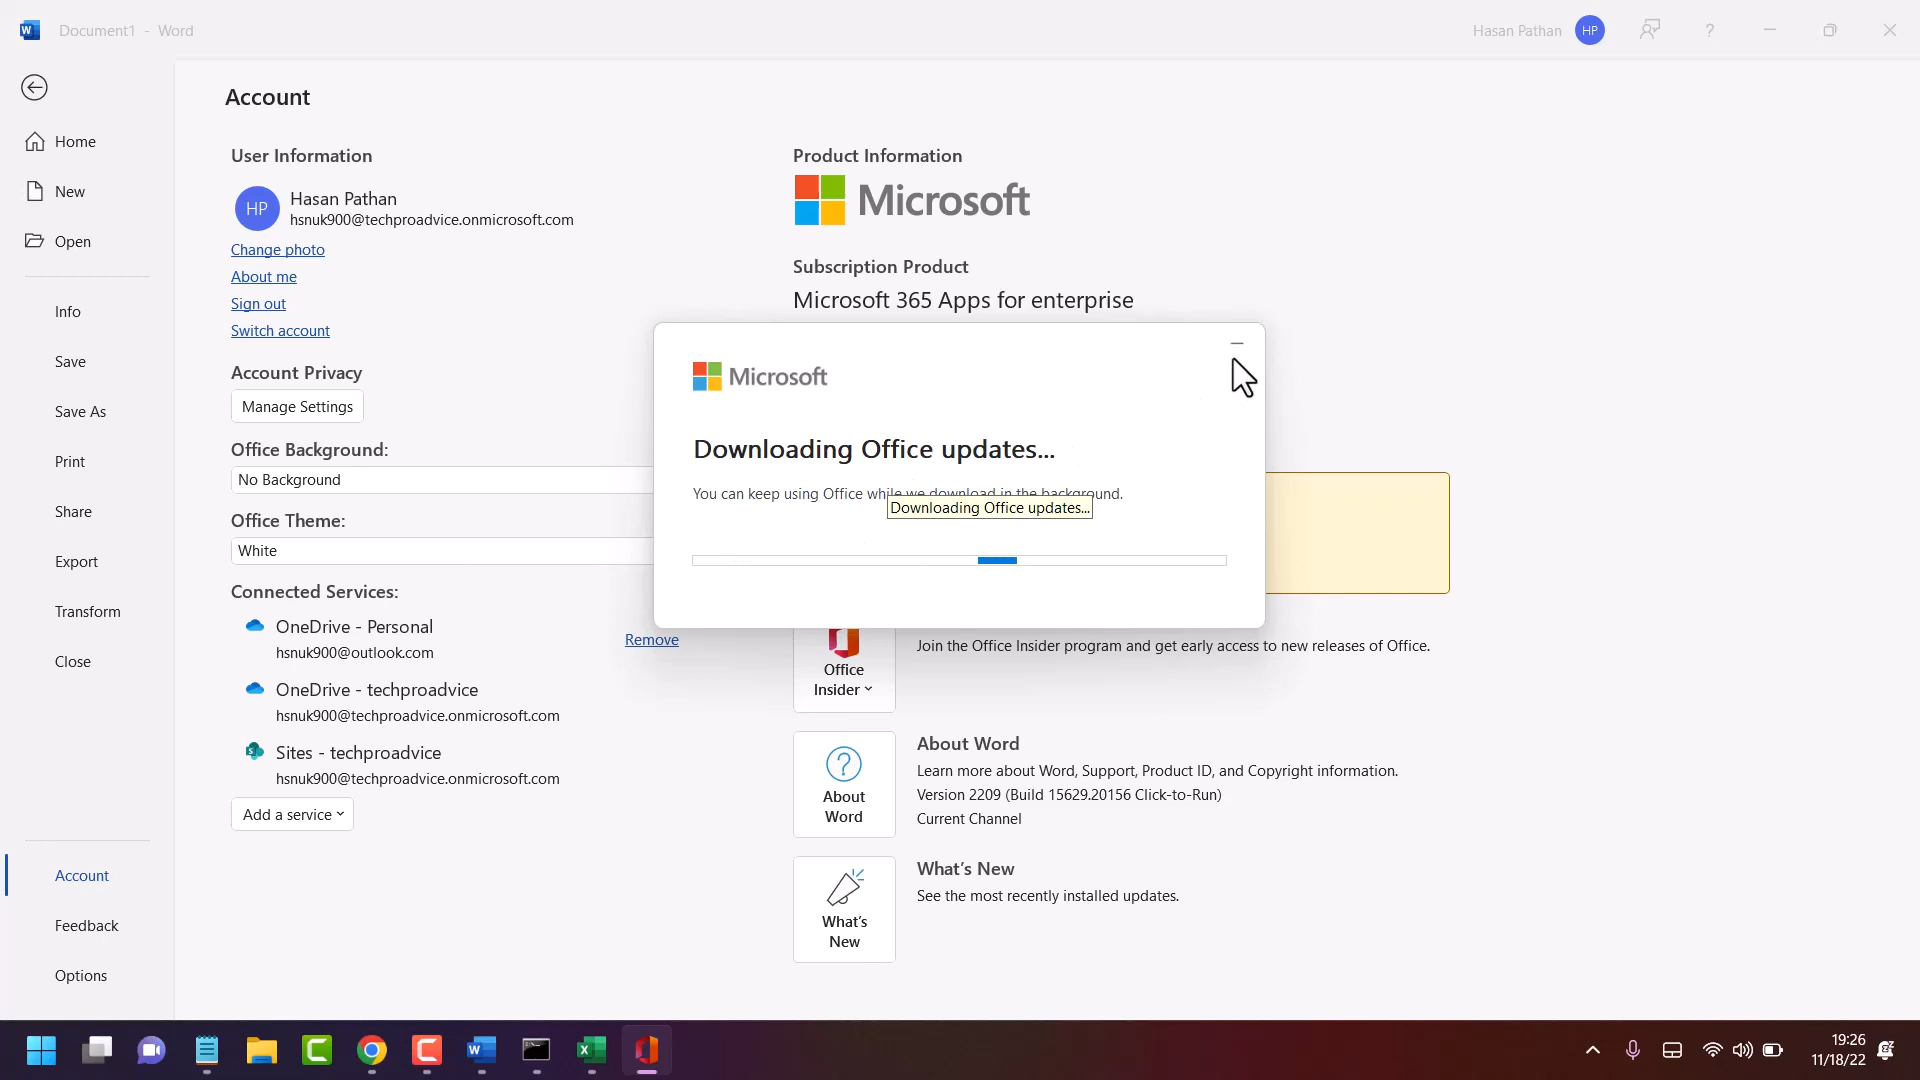 Document1 - Word
Hasan Pathan HP ?
Home
New
Open
Info
Save
Save As
Print
Share
Export
Transform
Close
Account
Feedback
Options
Account
User Information
HP Hasan Pathan
hsnuk900@techproadvice.onmicrosoft.com
Change photo
About me
Sign out
Switch account
Account Privacy
Manage Settings
Office Background:
No Background
Office Theme:
White
Connected Services:
OneDrive - Personal
hsnuk900@outlook.com
Remove
OneDrive - techproadvice
hsnuk900@techproadvice.onmicrosoft.com
Sites - techproadvice
hsnuk900@techproadvice.onmicrosoft.com
Add a service
Product Information
Microsoft
Subscription Product
Microsoft 365 Apps for enterprise
Microsoft
Downloading Office updates...
You can keep using Office while we download in the background.
Downloading Office updates...
Office
Insider
Join the Office Insider program and get early access to new releases of Office.
About
Word
About Word
Learn more about Word, Support, Product ID, and Copyright information.
Version 2209 (Build 15629.20156 Click-to-Run)
Current Channel
What's
New
What's New
See the most recently installed updates.
19:26
11/18/22